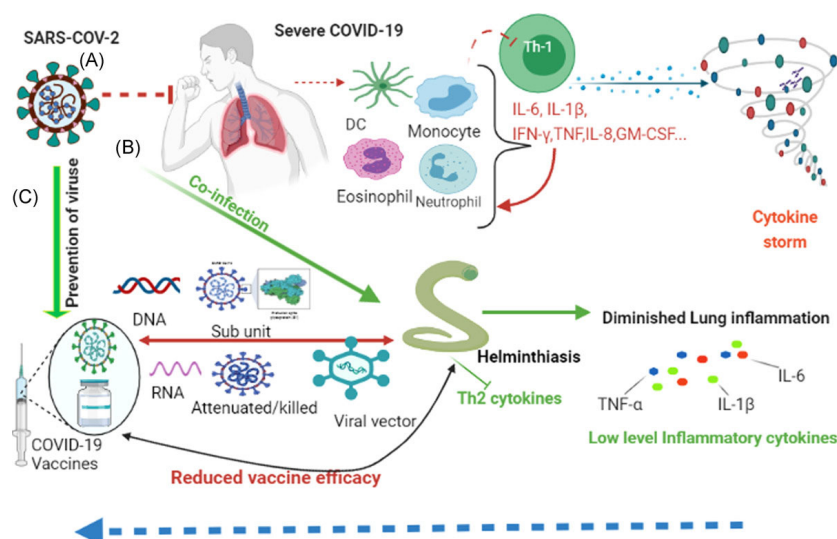 SARS-COV-2
Severe COVID-19
(A)
Th-1
DC
Monocyte
IL-6, IL-1β,
IFN-γ,TNF,IL-8,GM-CSF...
Eosinophil
Neutrophil
Cytokine
storm
(B)
Co-infection
(C)
Prevention of viruse
DNA
Sub unit
RNA
Attenuated/killed
Viral vector
Helminthiasis
Th2 cytokines
Diminished Lung inflammation
IL-6
TNF-α
IL-1β
Low level Inflammatory cytokines
COVID-19
Vaccines
Reduced vaccine efficacy